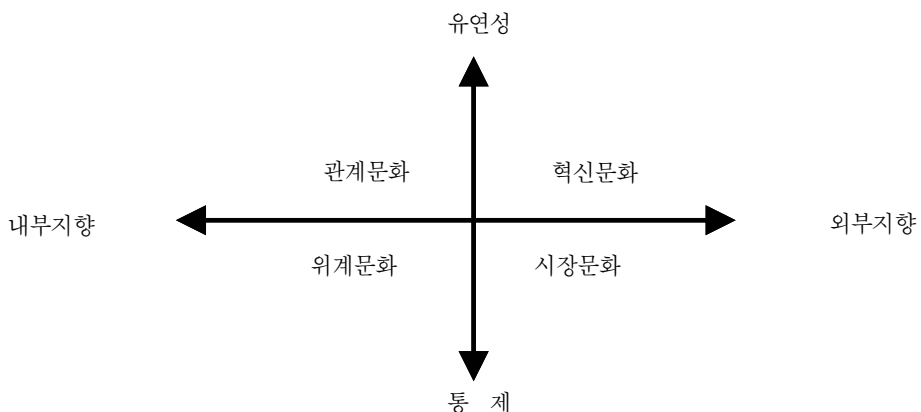 유연성
관계문화 혁신문화
내부지향 외부지향
위계문화 시장문화
통 제